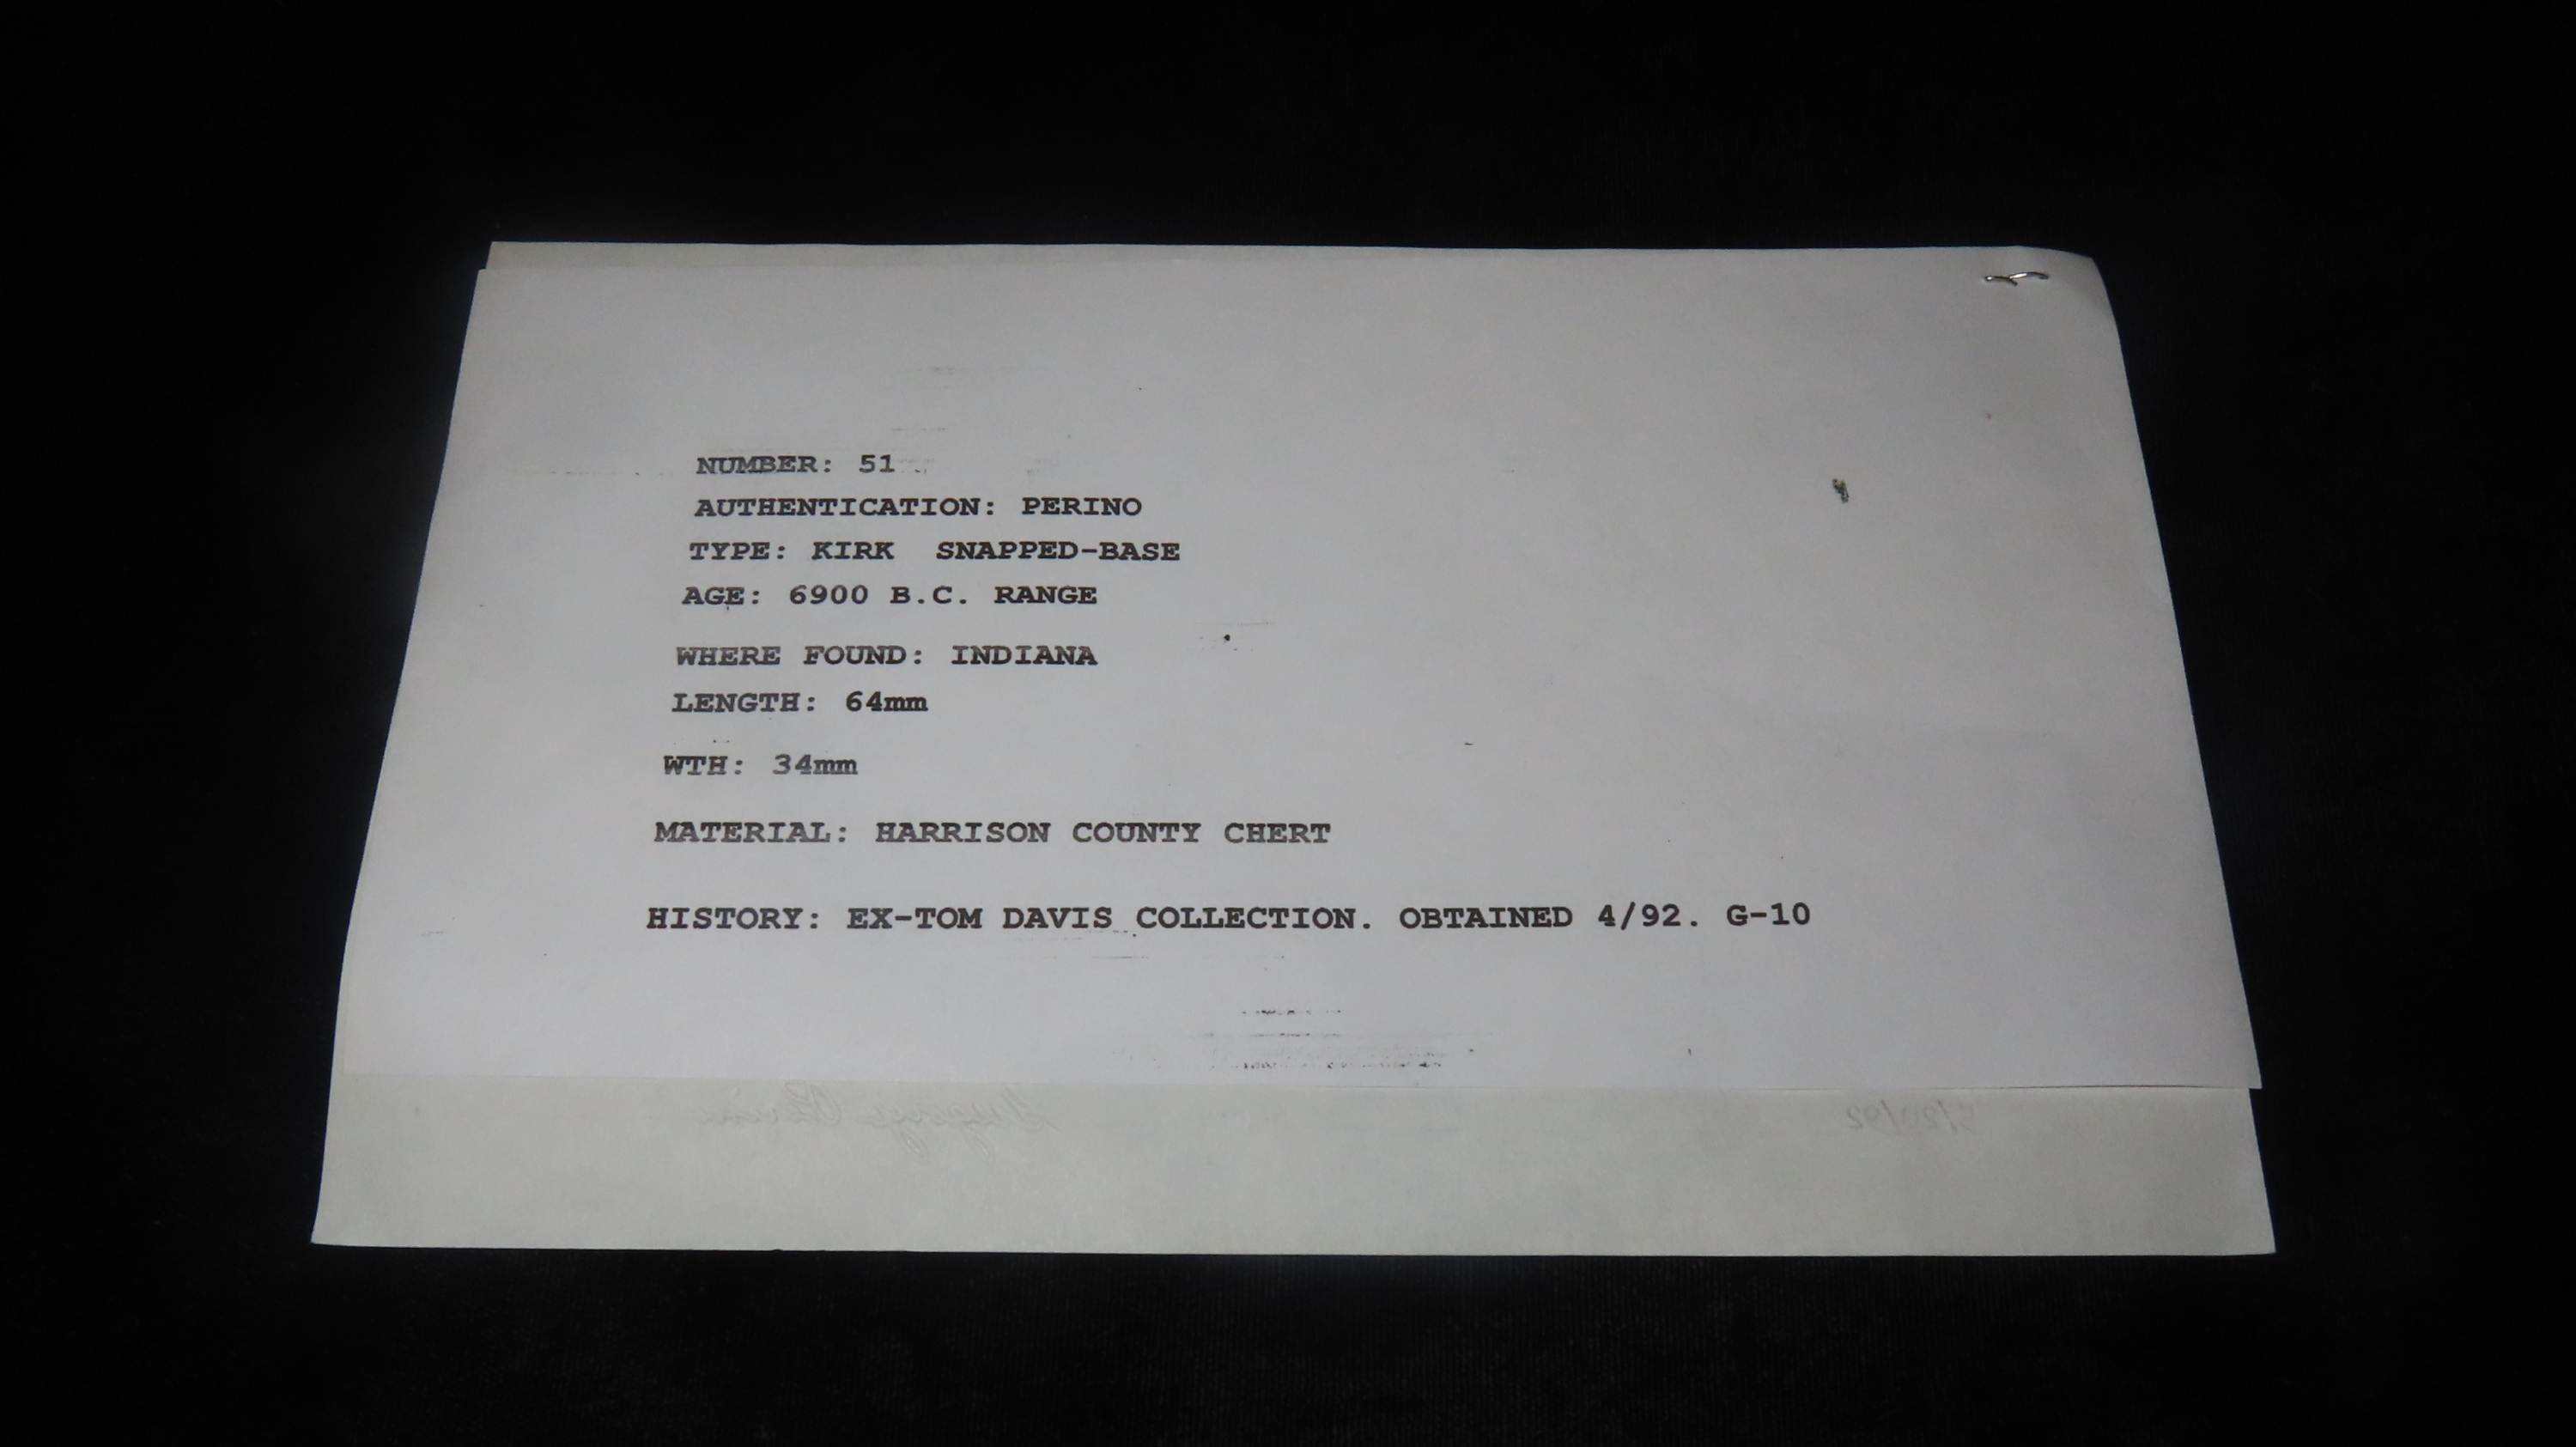 NUMBER: 51
AUTHENTICATION: PERINO
TYPE: KIRK SNAPPED-BASE
AGE: 6900 B.C. RANGE
WHERE FOUND: INDIANA
LENGTH: 64mm
WTH: 34mm
MATERIAL: HARRISON COUNTY CHERT
HISTORY: EX-TOM DAVIS COLLECTION. OBTAINED 4/92. G-10